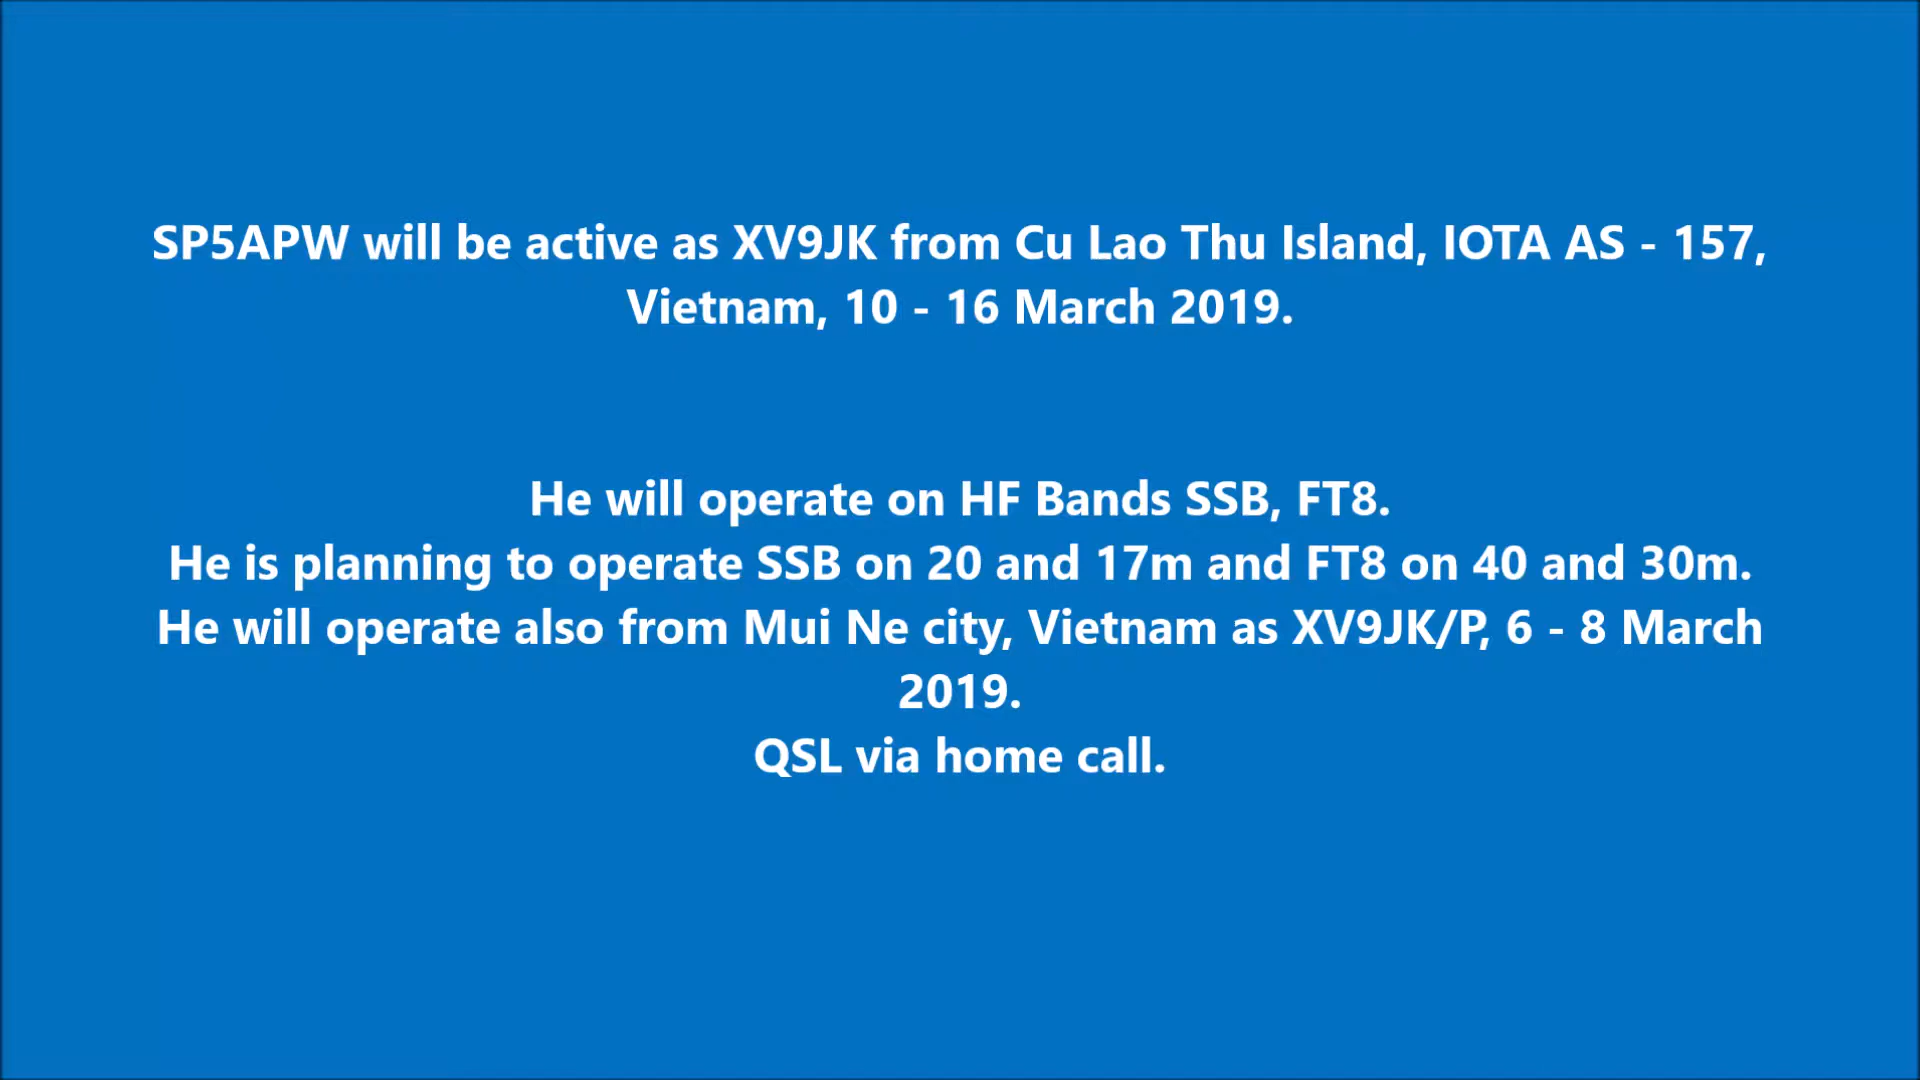 SP5APW will be active as XV9JK from Cu Lao Thu Island, IOTA AS - 157,
Vietnam, 10 - 16 March 2019.
He will operate on HF Bands SSB, FT8.
He is planning to operate SSB on 20 and 17m and FT8 on 40 and 30m.
He will operate also from Mui Ne city, Vietnam as XV9JK/P, 6 - 8 March
2019.
QSL via home call.